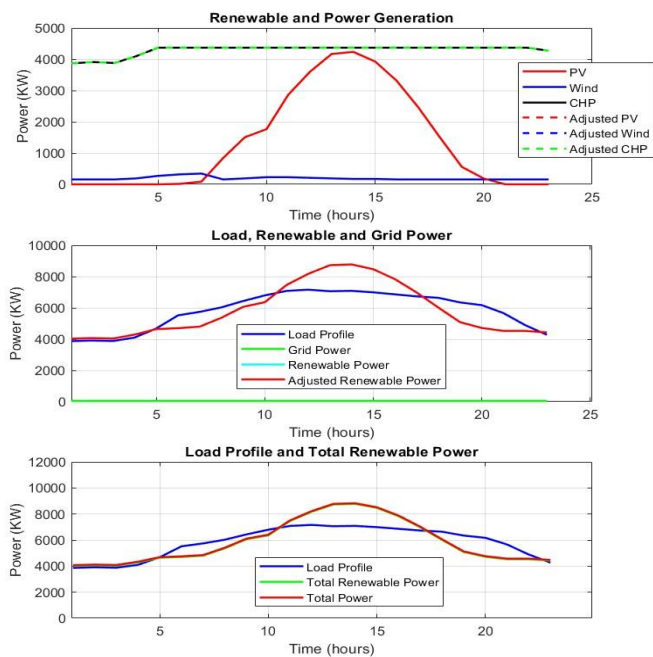 Renewable and Power Generation
5000
4000
3000
2000
1000
0
Power (KW)
5
10
15
20
25
Time (hours)
PV
Wind
CHP
Adjusted PV
Adjusted Wind
Adjusted CHP
Load, Renewable and Grid Power
10000
8000
6000
4000
2000
0
Power (KW)
5
10
15
20
25
Time (hours)
Load Profile
Grid Power
Renewable Power
Adjusted Renewable Power
Load Profile and Total Renewable Power
12000
10000
8000
6000
4000
2000
0
Power (KW)
5
10
15
20
Time (hours)
Load Profile
Total Renewable Power
Total Power